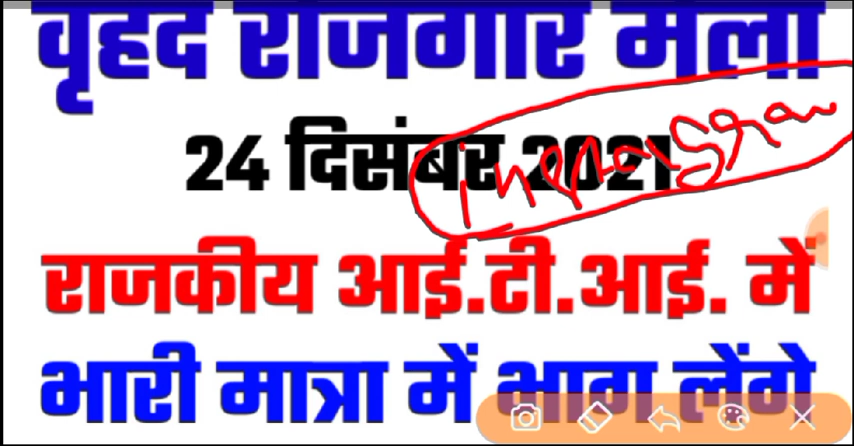 वृहद रोजगार मेला
24 दिसंबर 2021
राजकीय आई.टी.आई. में
भारी मात्रा में भाग लेंगे